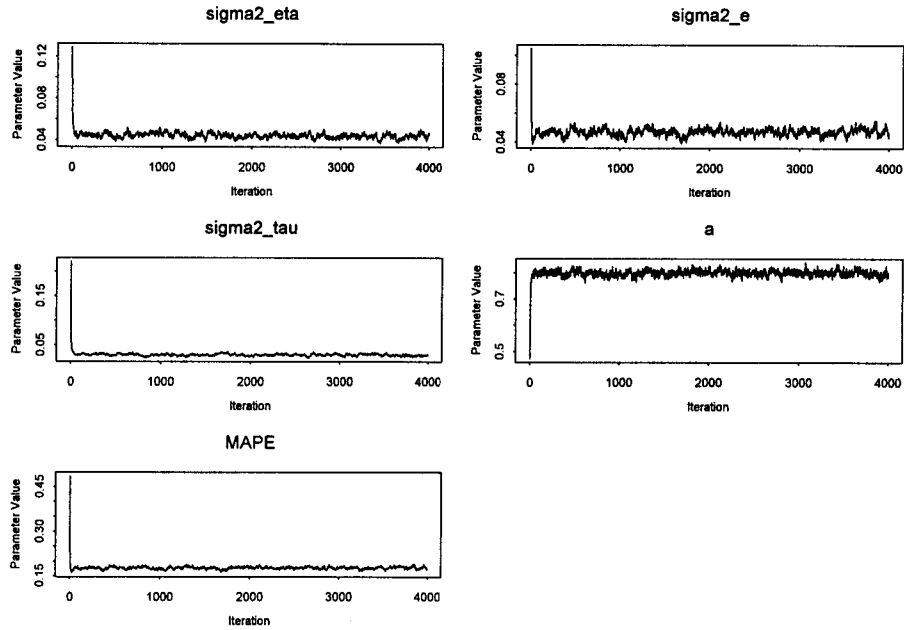 sigma2_eta
Parameter Value
0.04 0.08 0.12
0 1000 2000 3000 4000
Iteration
sigma2_e
Parameter Value
0.04 0.08
0 1000 2000 3000 4000
Iteration
sigma2_tau
Parameter Value
0.05 0.15
0 1000 2000 3000 4000
Iteration
a
Parameter Value
0.5 0.7
0 1000 2000 3000 4000
Iteration
MAPE
Parameter Value
0.15 0.30 0.45
0 1000 2000 3000 4000
Iteration